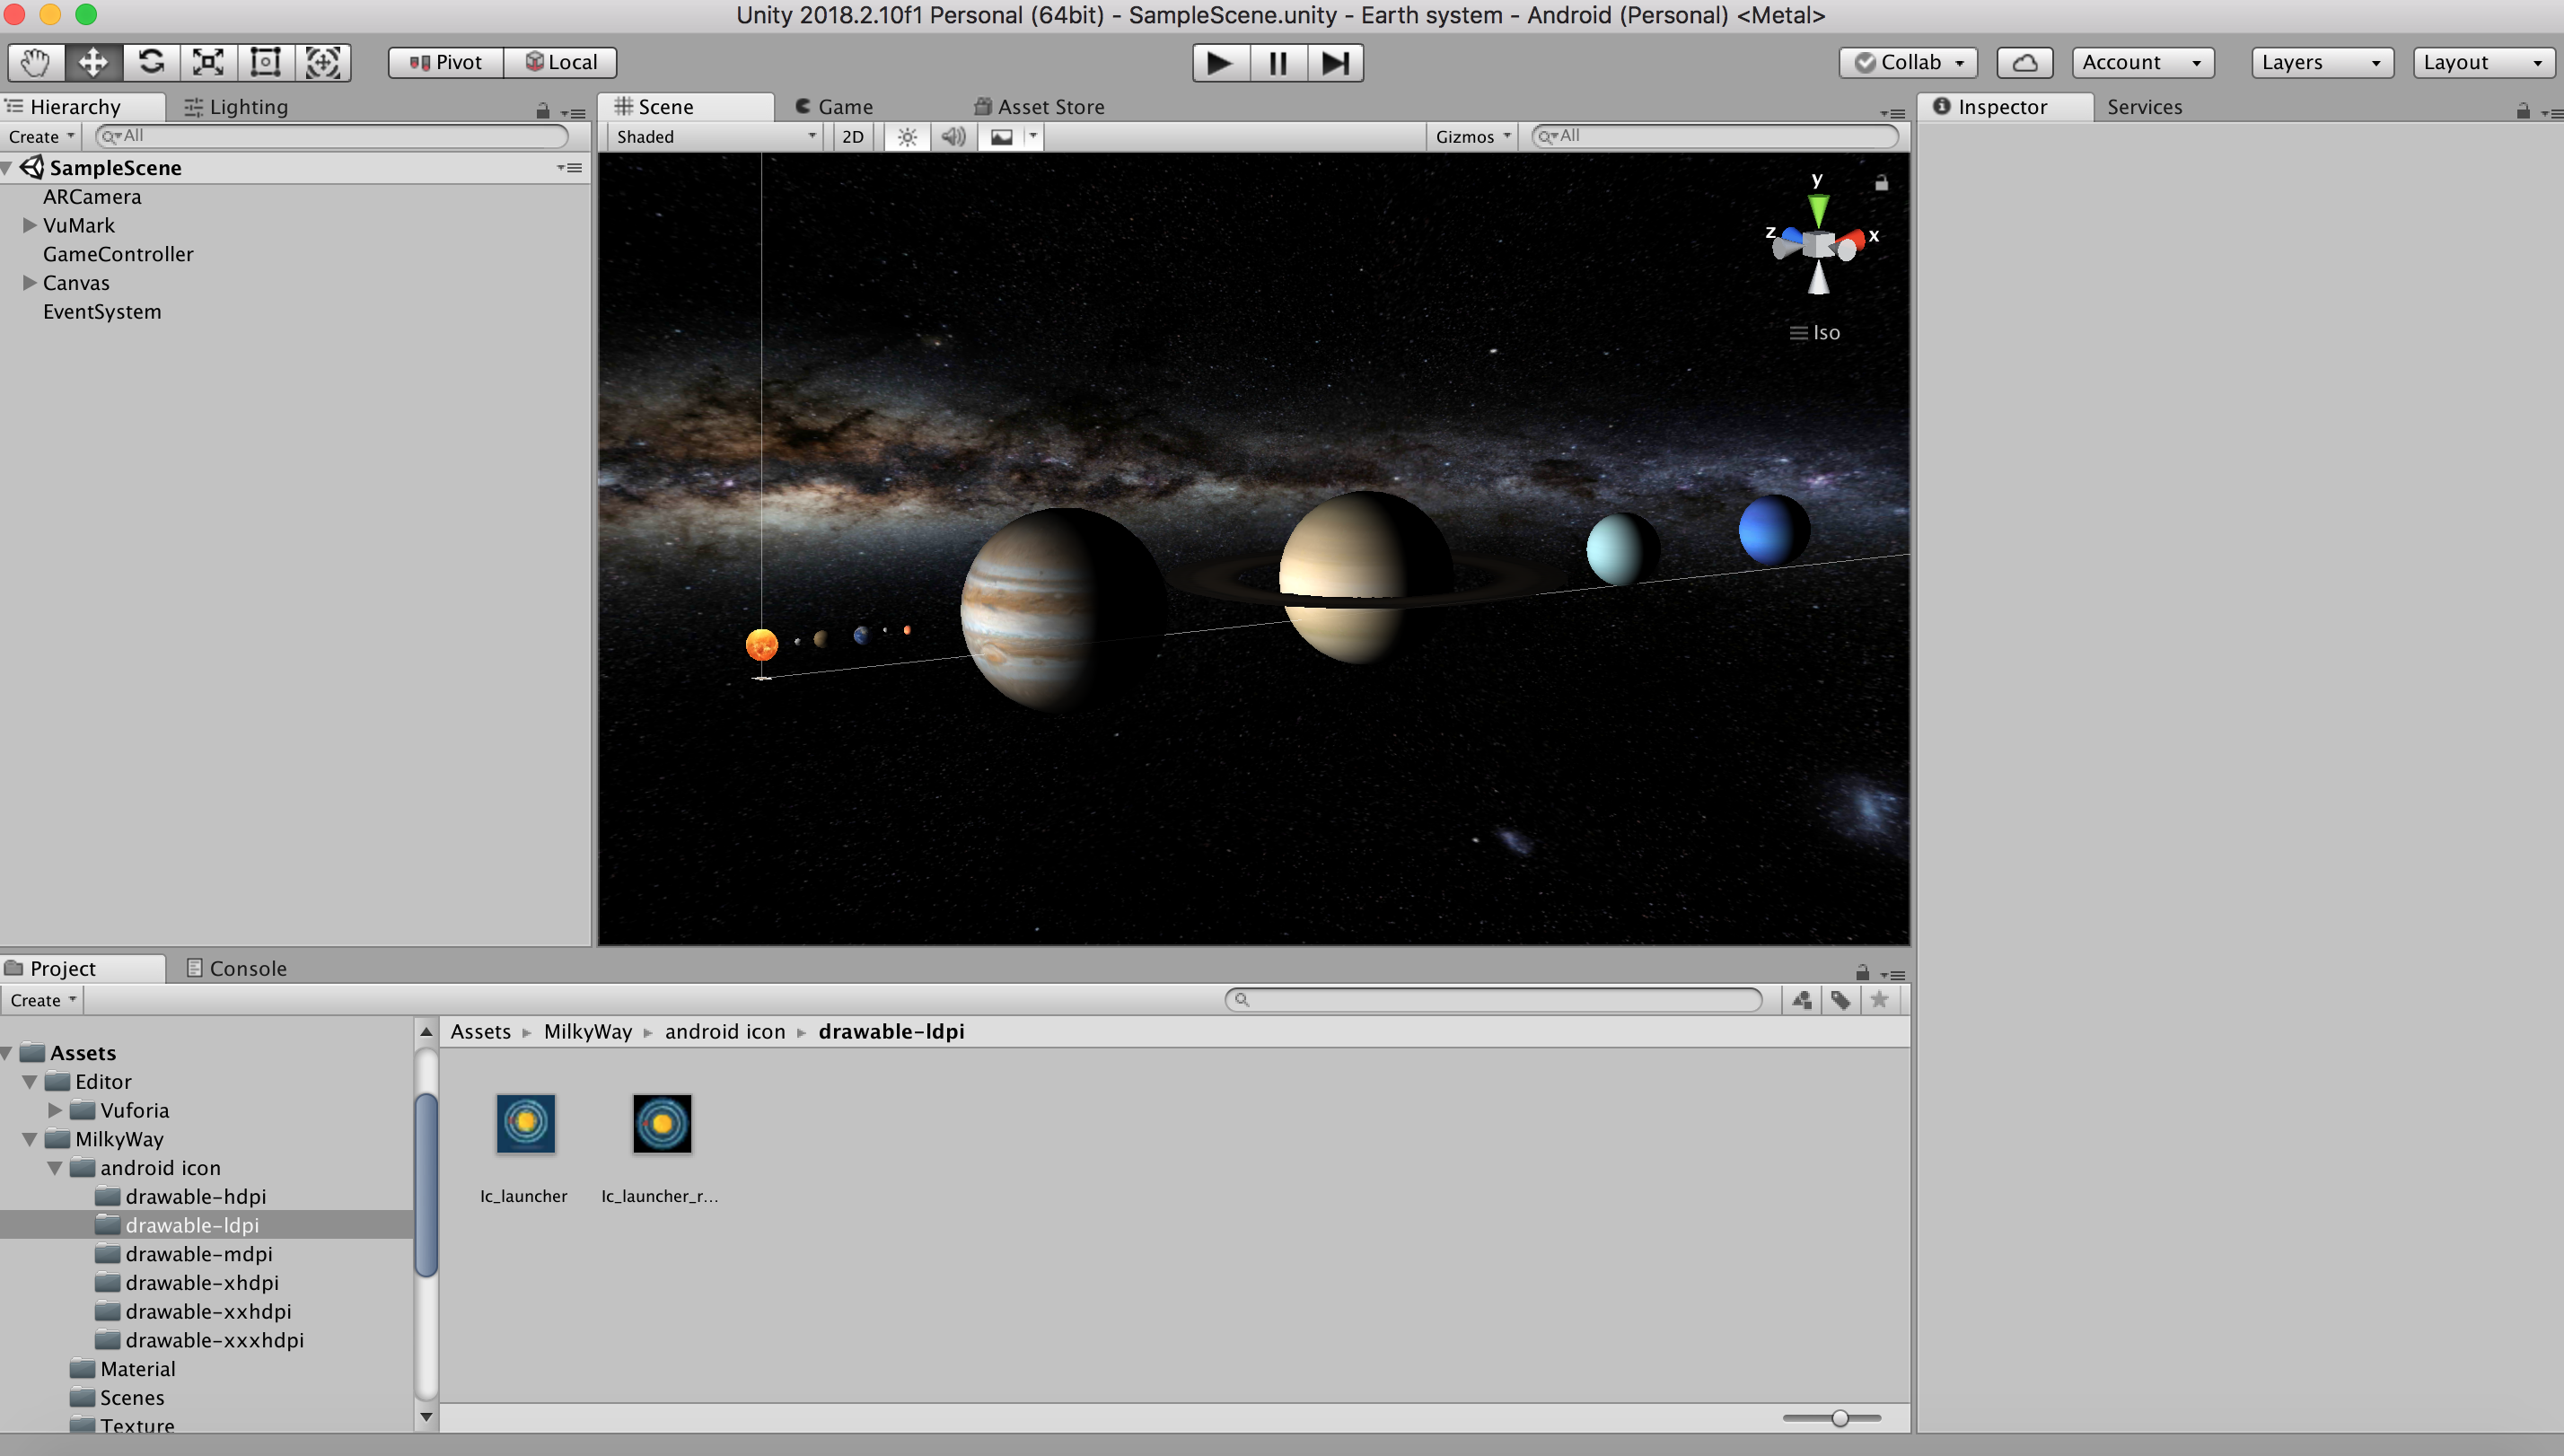 Unity 2018.2.10f1 Personal (64bit) - SampleScene.unity - Earth system - Android (Personal) <Metal>
Pivot Local Collab Account Layers Layout
Hierarchy Lighting
Create All
SampleScene
ARCamera
VuMark
GameController
Canvas
EventSystem
Scene Game Asset Store
Shaded 2D Gizmos All
y
z x
Iso
Inspector Services
Project Console
Create
Assets
Editor
Vuforia
MilkyWay
android icon
drawable-hdpi
drawable-ldpi
drawable-mdpi
drawable-xhdpi
drawable-xxhdpi
drawable-xxxhdpi
Material
Scenes
Texture
Assets MilkyWay android icon drawable-ldpi
Ic_launcher Ic_launcher_r...